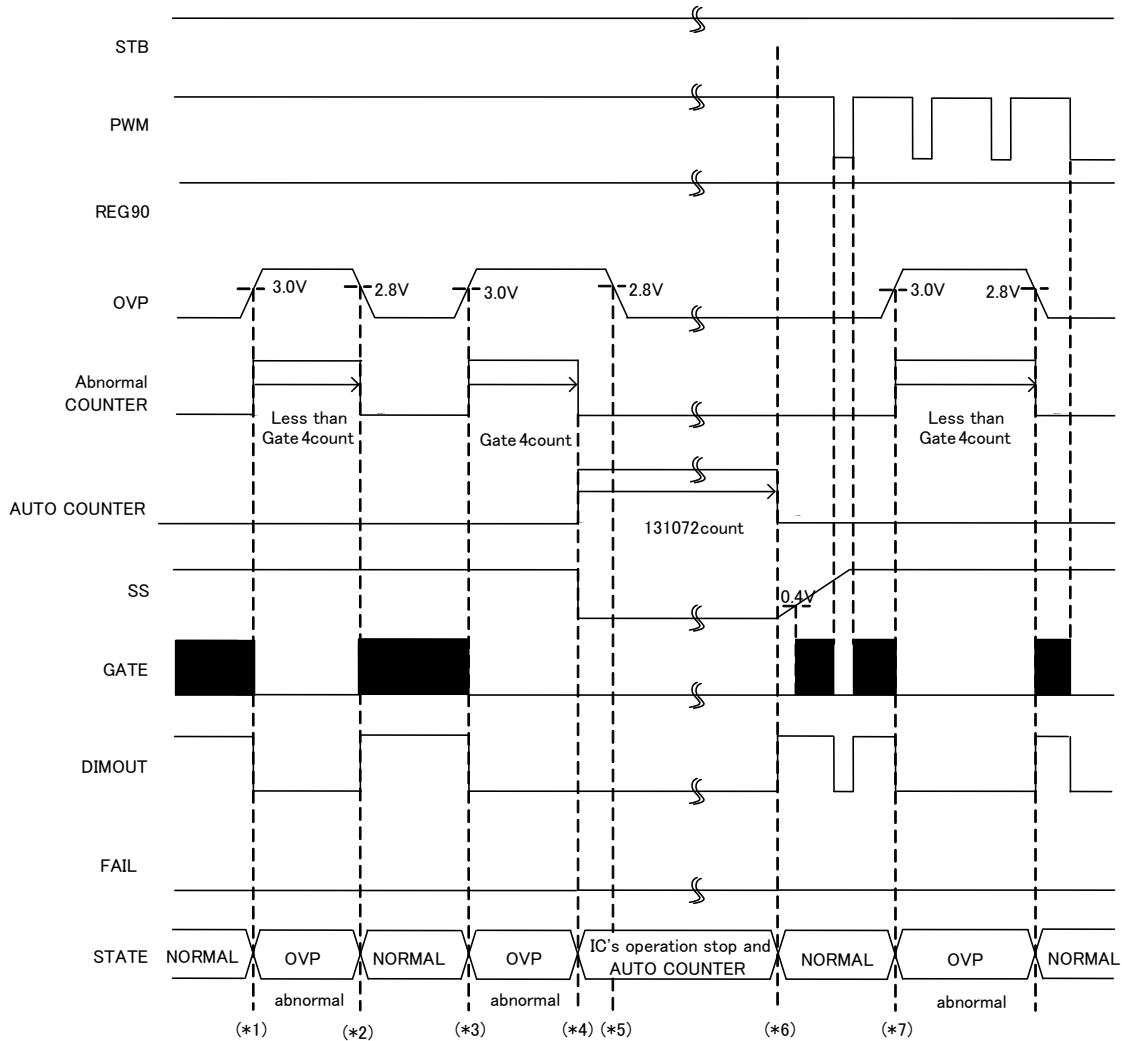 STB
PWM
REG90
OVP
3.0V
2.8V
3.0V
2.8V
3.0V
2.8V
Abnormal
COUNTER
Less than
Gate 4count
Gate 4count
Less than
Gate 4count
AUTO COUNTER
131072count
SS
0.4V
GATE
DIMOUT
FAIL
STATE
NORMAL
OVP
NORMAL
OVP
IC's operation stop and
AUTO COUNTER
NORMAL
OVP
NORMAL
abnormal
abnormal
abnormal
(*1)
(*2)
(*3)
(*4)
(*5)
(*6)
(*7)